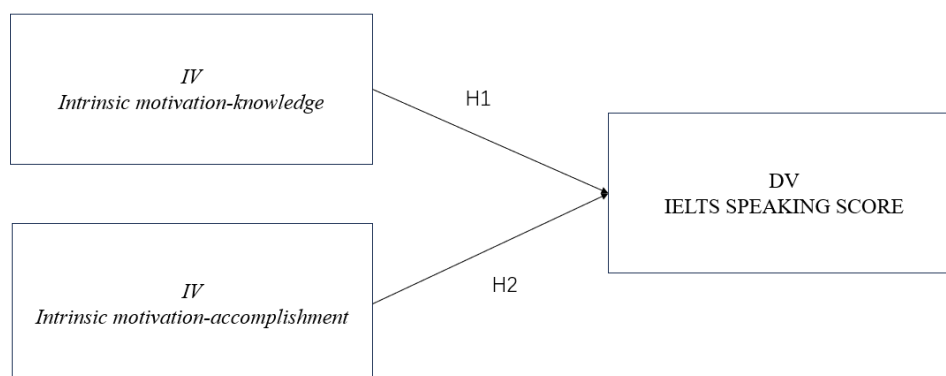 IV
Intrinsic motivation-knowledge
H1
DV
IELTS SPEAKING SCORE
IV
Intrinsic motivation-accomplishment
H2